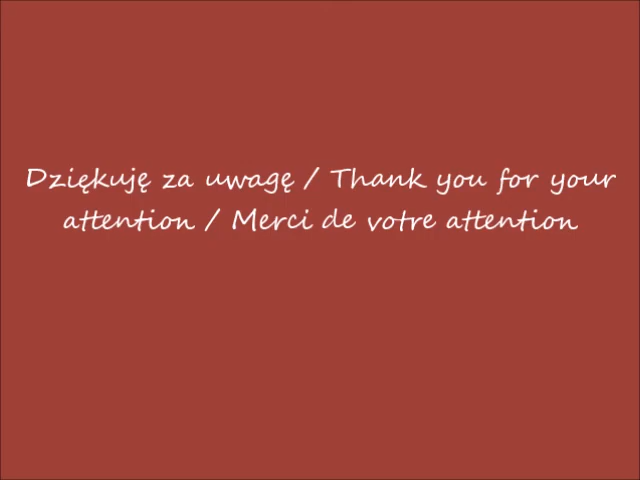 Dziękuję za uwagę / Thank you for your
attention / Merci de votre attention